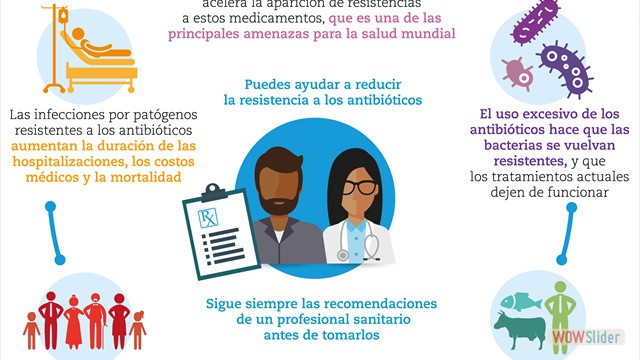 acelera la aparición de resistencias
a estos medicamentos, que es una de las
principales amenazas para la salud mundial
Puedes ayudar a reducir
la resistencia a los antibióticos
Las infecciones por patógenos
resistentes a los antibióticos
aumentan la duración de las
hospitalizaciones, los costos
médicos y la mortalidad
El uso excesivo de los
antibióticos hace que las
bacterias se vuelvan
resistentes, y que
los tratamientos actuales
dejen de funcionar
Rx
Sigue siempre las recomendaciones
de un profesional sanitario
antes de tomarlos
WOWSlider